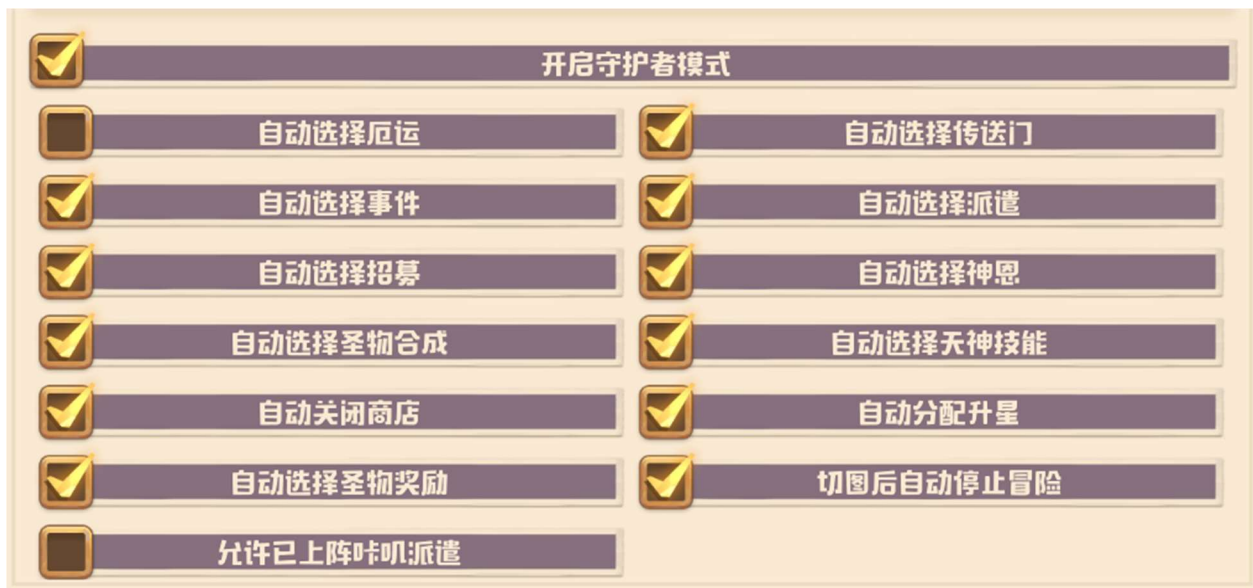 开启守护者模式
自动选择厄运
自动选择传送门
自动选择事件
自动选择派遣
自动选择招募
自动选择神恩
自动选择圣物合成
自动选择天神技能
自动关闭商店
自动分配升星
自动选择圣物奖励
切图后自动停止冒险
允许已上阵咔叽派遣